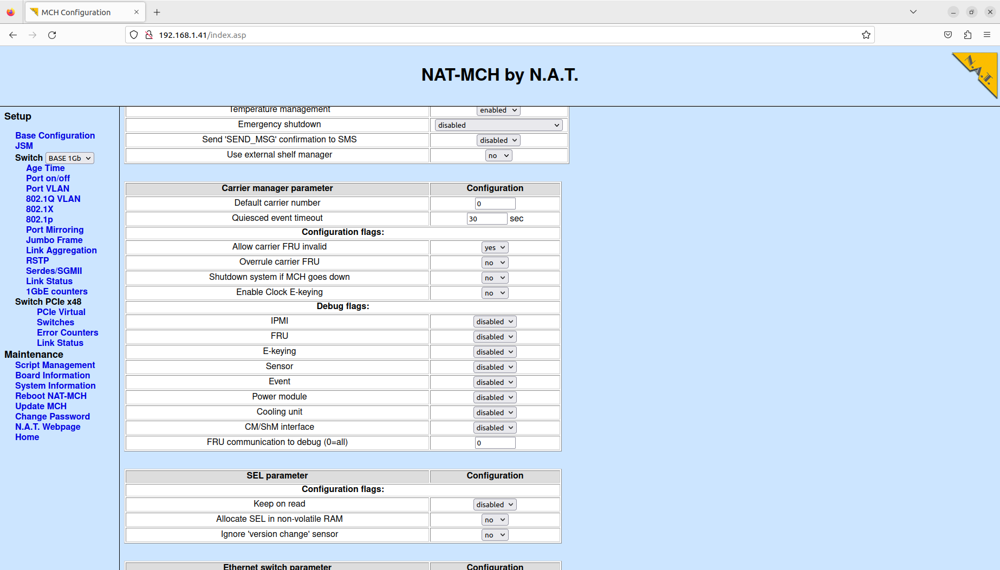 MCH Configuration
192.168.1.41/index.asp
NAT-MCH by N.A.T.
N.A.T.
Setup
Base Configuration
JSM
Switch BASE 1Gb
Age Time
Port on/off
Port VLAN
802.1Q VLAN
802.1X
802.1p
Port Mirroring
Jumbo Frame
Link Aggregation
RSTP
Serdes/SGMII
Link Status
1GbE counters
Switch PCIe x48
PCIe Virtual
Switches
Error Counters
Link Status
Maintenance
Script Management
Board Information
System Information
Reboot NAT-MCH
Update MCH
Change Password
N.A.T. Webpage
Home
Temperature management enabled
Emergency shutdown disabled
Send 'SEND_MSG' confirmation to SMS disabled
Use external shelf manager no
Carrier manager parameter Configuration
Default carrier number 0
Quiesced event timeout 30 sec
Configuration flags:
Allow carrier FRU invalid yes
Overrule carrier FRU no
Shutdown system if MCH goes down no
Enable Clock E-keying no
Debug flags:
IPMI disabled
FRU disabled
E-keying disabled
Sensor disabled
Event disabled
Power module disabled
Cooling unit disabled
CM/ShM interface disabled
FRU communication to debug (0=all) 0
SEL parameter Configuration
Configuration flags:
Keep on read disabled
Allocate SEL in non-volatile RAM no
Ignore 'version change' sensor no
Ethernet switch parameter Configuration